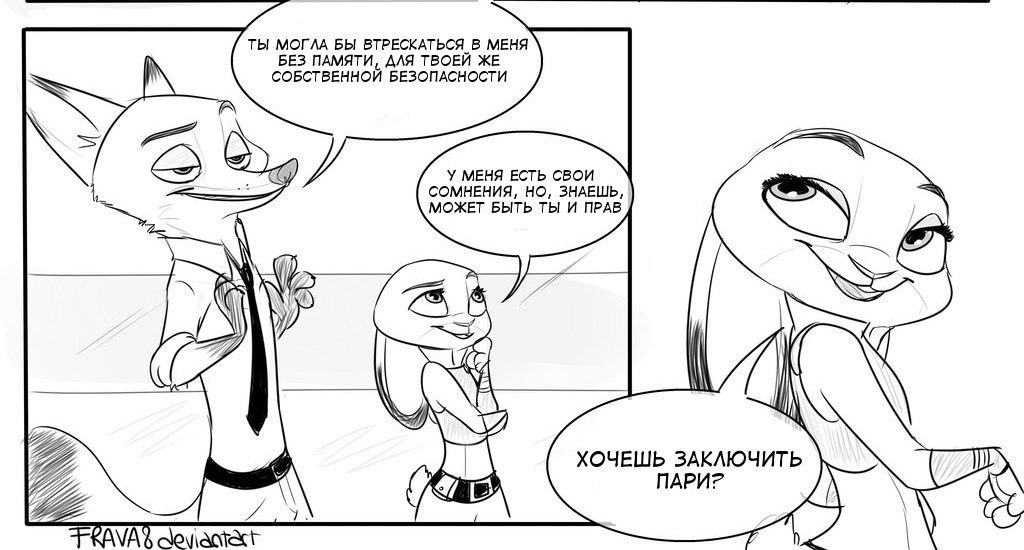 ТЫ МОГЛА БЫ ВТРЕСКАТЬСЯ В МЕНЯ
БЕЗ ПАМЯТИ, ДЛЯ ТВОЕЙ ЖЕ
СОБСТВЕННОЙ БЕЗОПАСНОСТИ
У МЕНЯ ЕСТЬ СВОИ
СОМНЕНИЯ, НО, ЗНАЕШЬ,
МОЖЕТ БЫТЬ ТЫ И ПРАВ
ХОЧЕШЬ ЗАКЛЮЧИТЬ
ПАРИ?
FRAVA8 deviantart